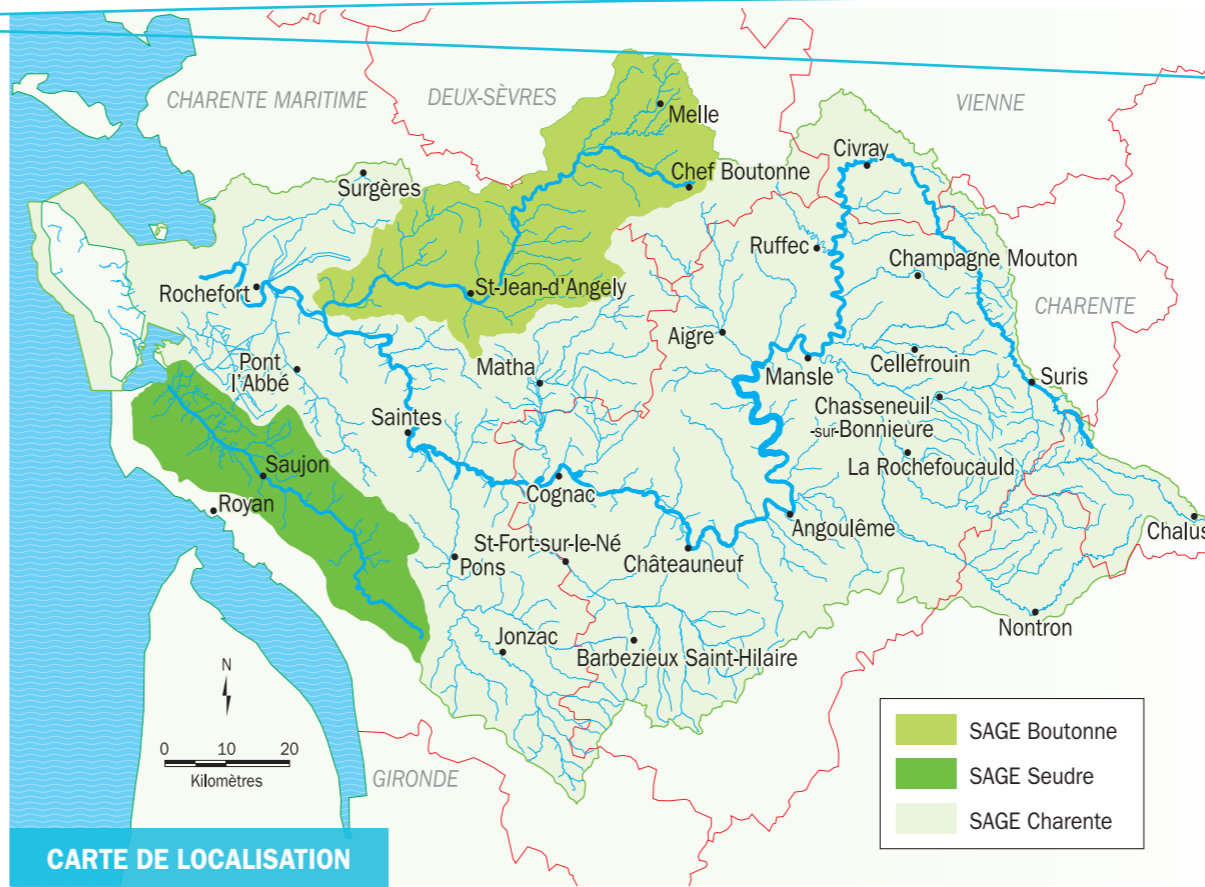 CHARENTE MARITIME
DEUX-SÈVRES
VIENNE
Melle
Civray
Surgères
Chef Boutonne
Ruffec
Champagne Mouton
CHARENTE
Rochefort
St-Jean-d'Angely
Aigre
Pont
l'Abbé
Matha
Mansle
Cellefrouin
Suris
Chasseneuil
-sur-Bonnieure
Saintes
La Rochefoucauld
Saujon
Cognac
Royan
Angoulême
Chalus
St-Fort-sur-le-Né
Pons
Châteauneuf
Nontron
Jonzac
Barbezieux Saint-Hilaire
N
0 10 20
Kilomètres
GIRONDE
SAGE Boutonne
SAGE Seudre
SAGE Charente
CARTE DE LOCALISATION